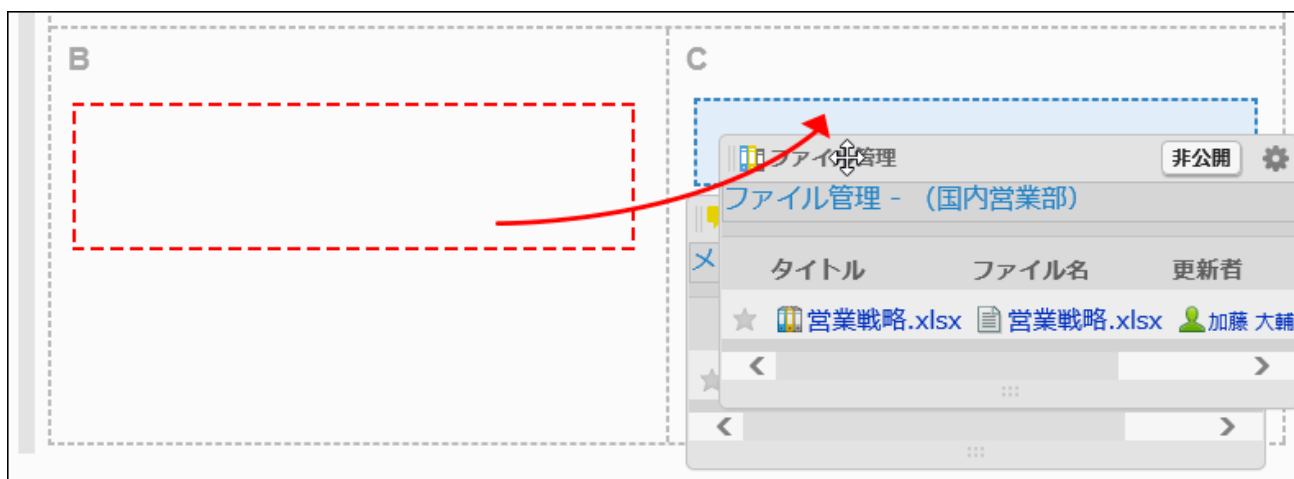 B
C
ファイル管理
非公開
ファイル管理 - （国内営業部）
メ
タイトル ファイル名 更新者
営業戦略.xlsx 営業戦略.xlsx 加藤 大輔